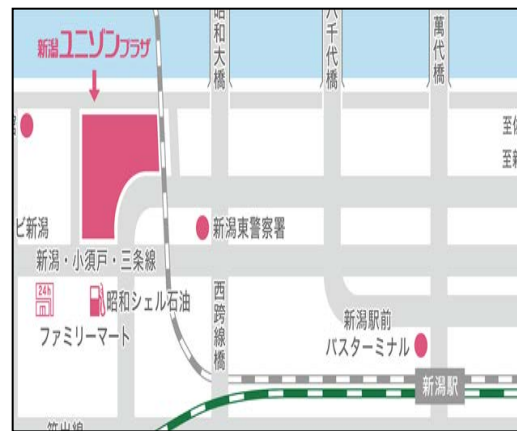 昭和大橋
八千代橋
萬代橋
新潟ユニゾンプラザ
至
至
ビ新潟
新潟東警察署
新潟・小須戸・三条線
24h
昭和シェル石油
ファミリーマート
西跨線橋
新潟駅前
バスターミナル
新潟駅
笹出線